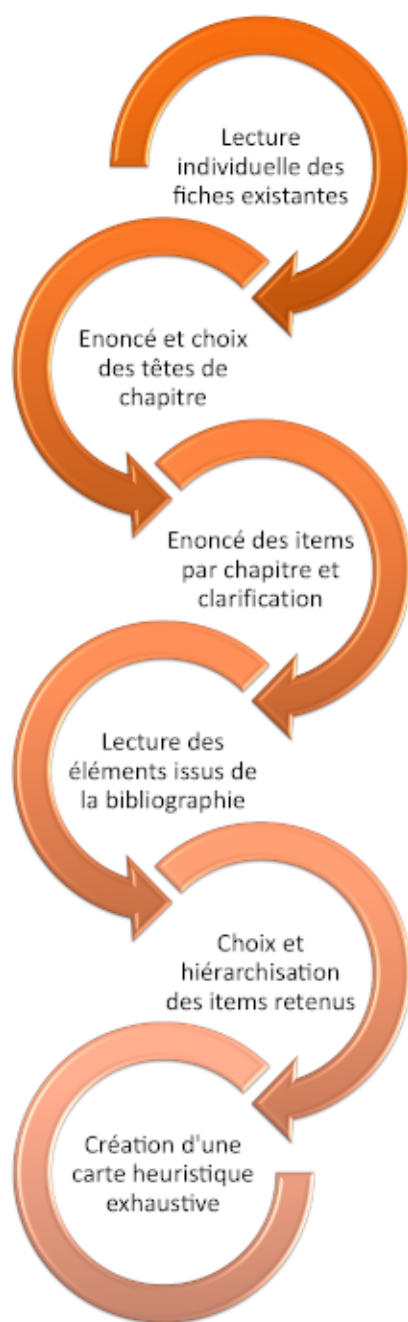 Lecture
individuelle des
fiches existantes
Enoncé et choix
des têtes de
chapitre
Enoncé des items
par chapitre et
clarification
Lecture des
éléments issus de
la bibliographie
Choix et
hiérarchisation
des items retenus
Création d'une
carte heuristique
exhaustive